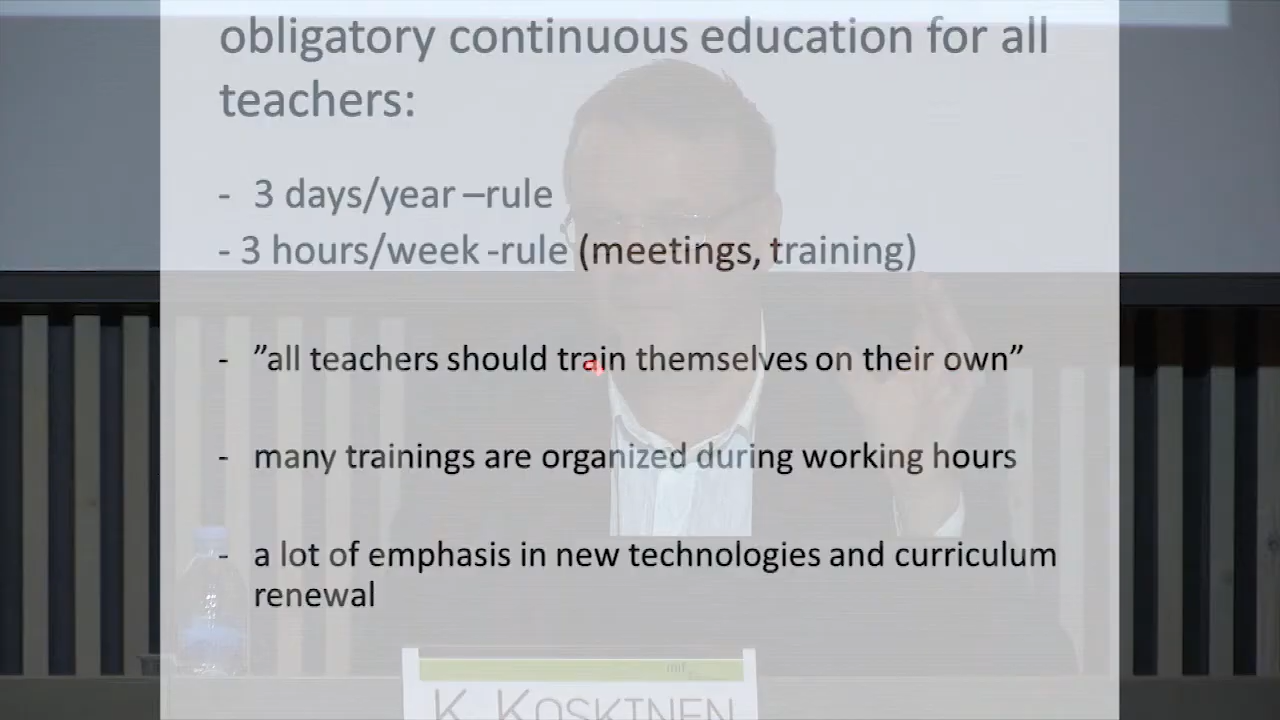 obligatory continuous education for all
teachers:
- 3 days/year –rule
- 3 hours/week -rule (meetings, training)
- ”all teachers should train themselves on their own”
- many trainings are organized during working hours
- a lot of emphasis in new technologies and curriculum
renewal
mif
K. KOSKINEN